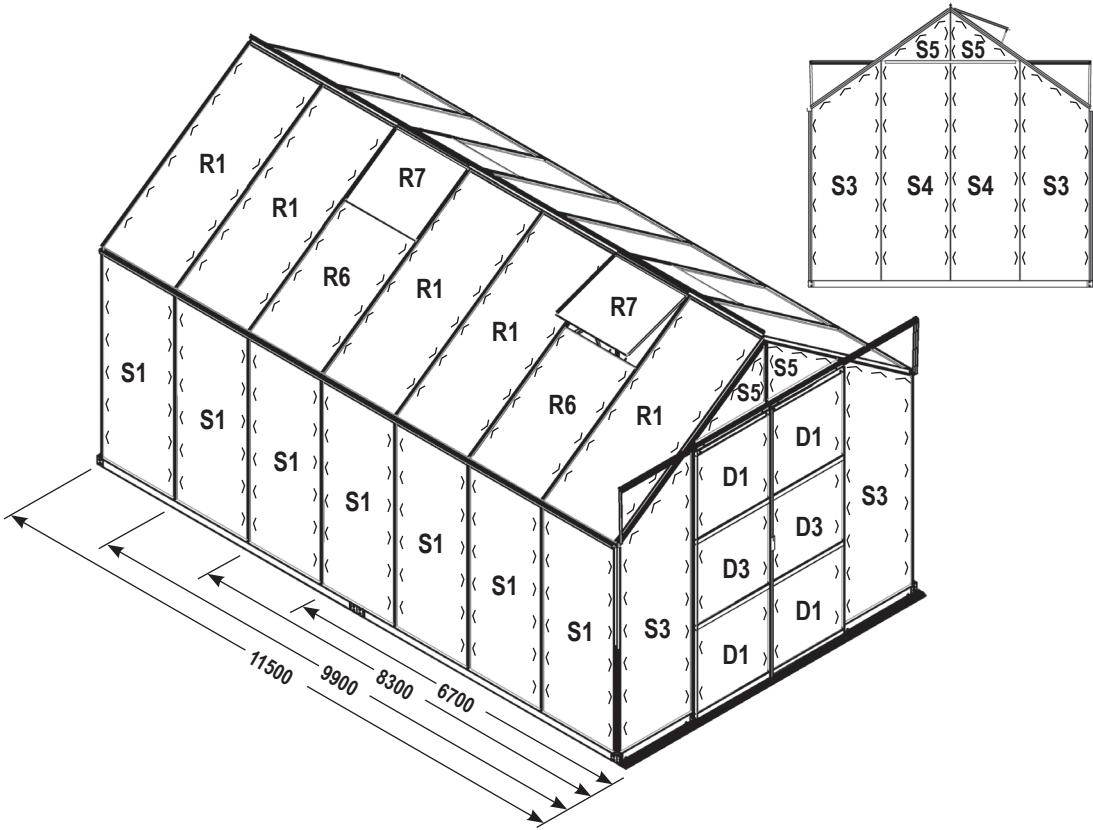 S5 S5
S3 S4 S4 S3
R1
R7
R1
R6
R1
R7
R1
R6
R1
S5
S5
S1
S1
S1
S1
S1
S1
S1
D1
D1
S3
D3
D3
S3
D1
D1
11500
9900
8300
6700